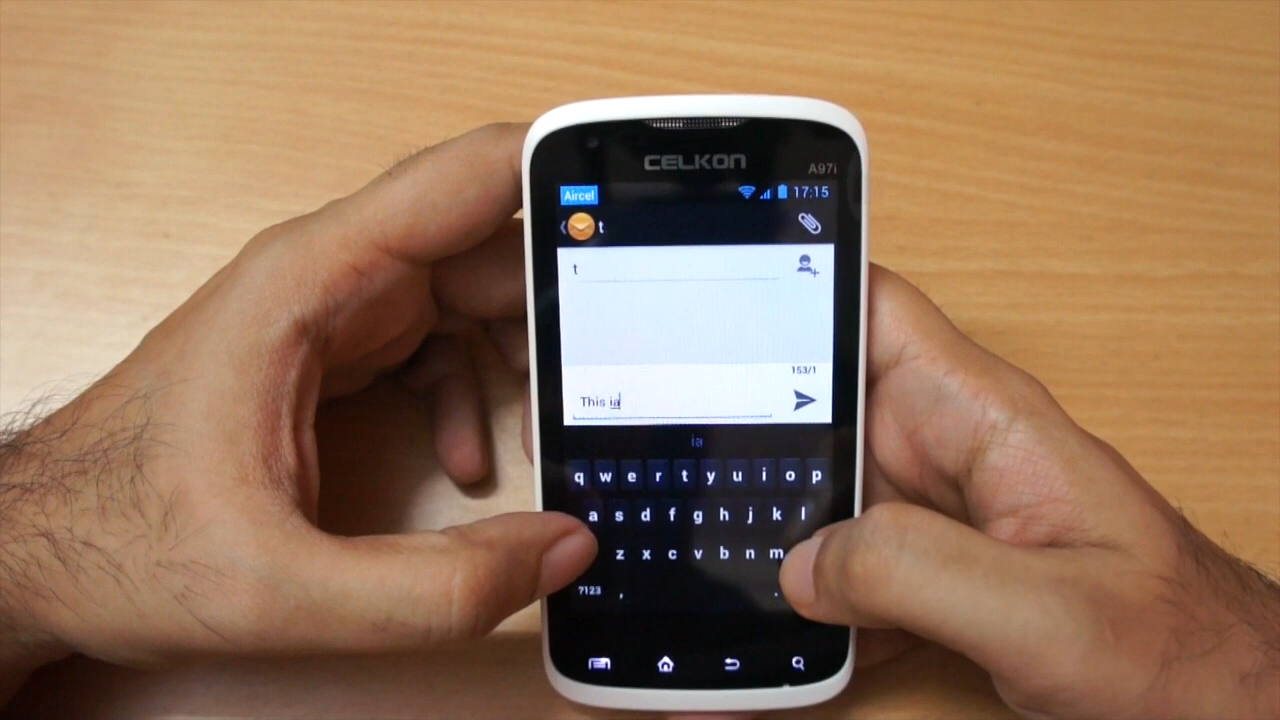 CELKON
A97i
Aircel 17:15
t
t
153/1
This ia
ia
q w e r t y u i o p
a s d f g h j k l
z x c v b n m
?123 , .